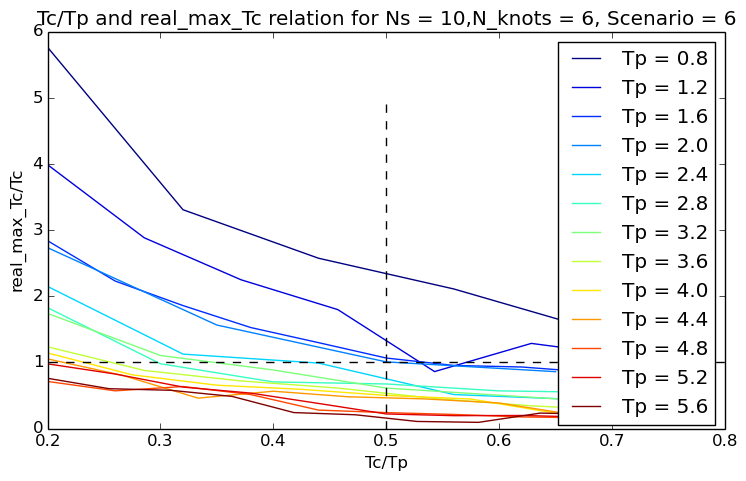 Tc/Tp and real_max_Tc relation for Ns = 10,N_knots = 6, Scenario = 6
6
5
4
3
2
1
0
real_max_Tc/Tc
0.2 0.3 0.4 0.5 0.6 0.7 0.8
Tc/Tp
Tp = 0.8
Tp = 1.2
Tp = 1.6
Tp = 2.0
Tp = 2.4
Tp = 2.8
Tp = 3.2
Tp = 3.6
Tp = 4.0
Tp = 4.4
Tp = 4.8
Tp = 5.2
Tp = 5.6